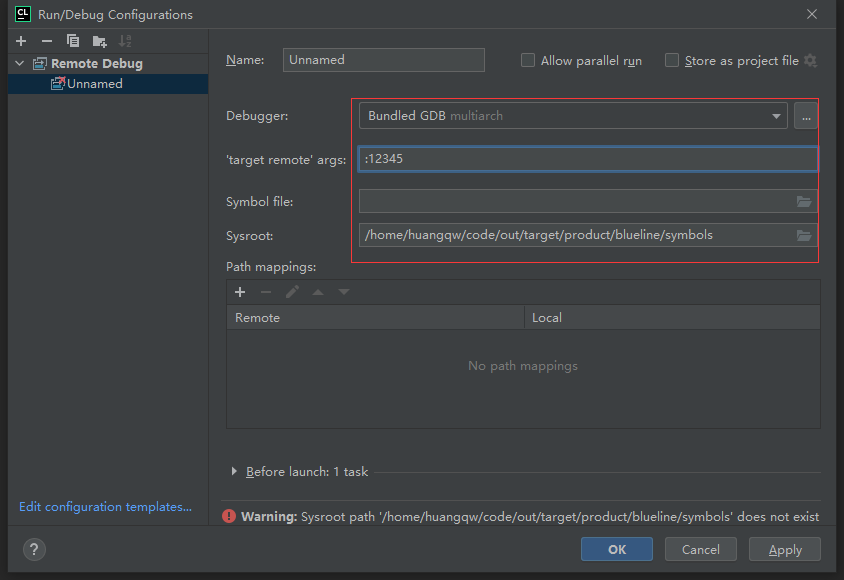 CL Run/Debug Configurations
Remote Debug
Unnamed
Name: Unnamed Allow parallel run Store as project file
Debugger: Bundled GDB multiarch ...
'target remote' args: :12345
Symbol file:
Sysroot: /home/huangqw/code/out/target/product/blueline/symbols
Path mappings:
Remote Local
No path mappings
Before launch: 1 task
Edit configuration templates...
Warning: Sysroot path '/home/huangqw/code/out/target/product/blueline/symbols' does not exist
? OK Cancel Apply